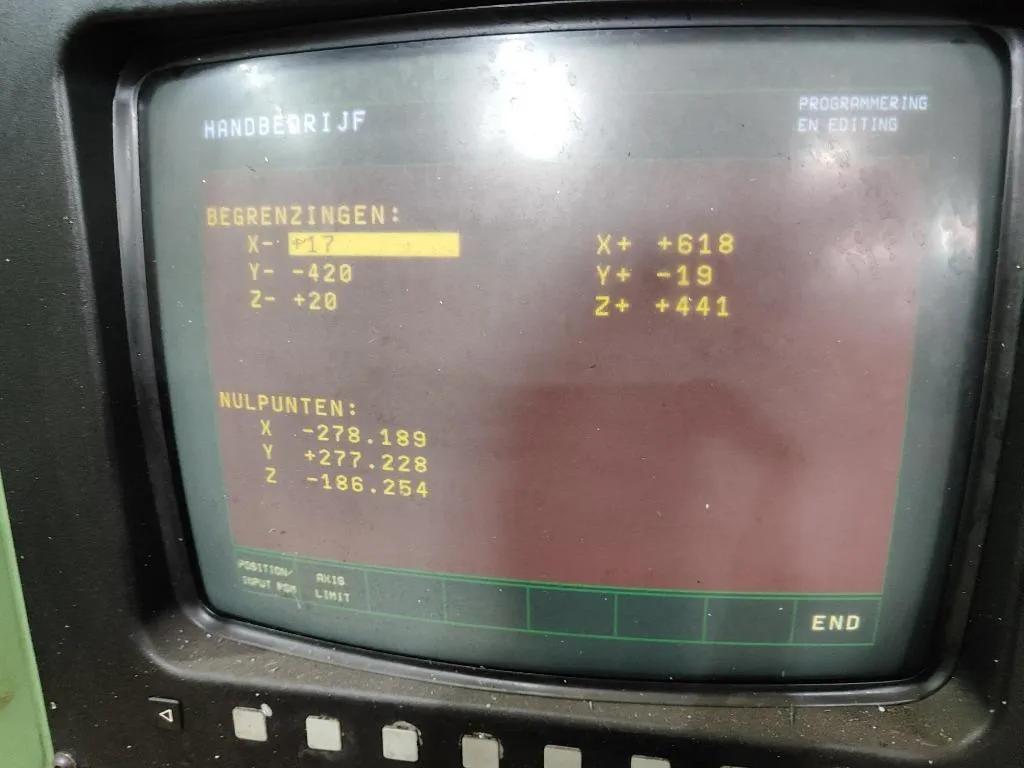 HANDBEDRIJF
PROGRAMMERING
EN EDITING
BEGRENZINGEN:
X- +17 X+ +618
Y- -420 Y+ -19
Z- +20 Z+ +441
NULPUNTEN:
X -278.189
Y +277.228
Z -186.254
POSITION/ AXIS
INPUT PGM LIMIT
END